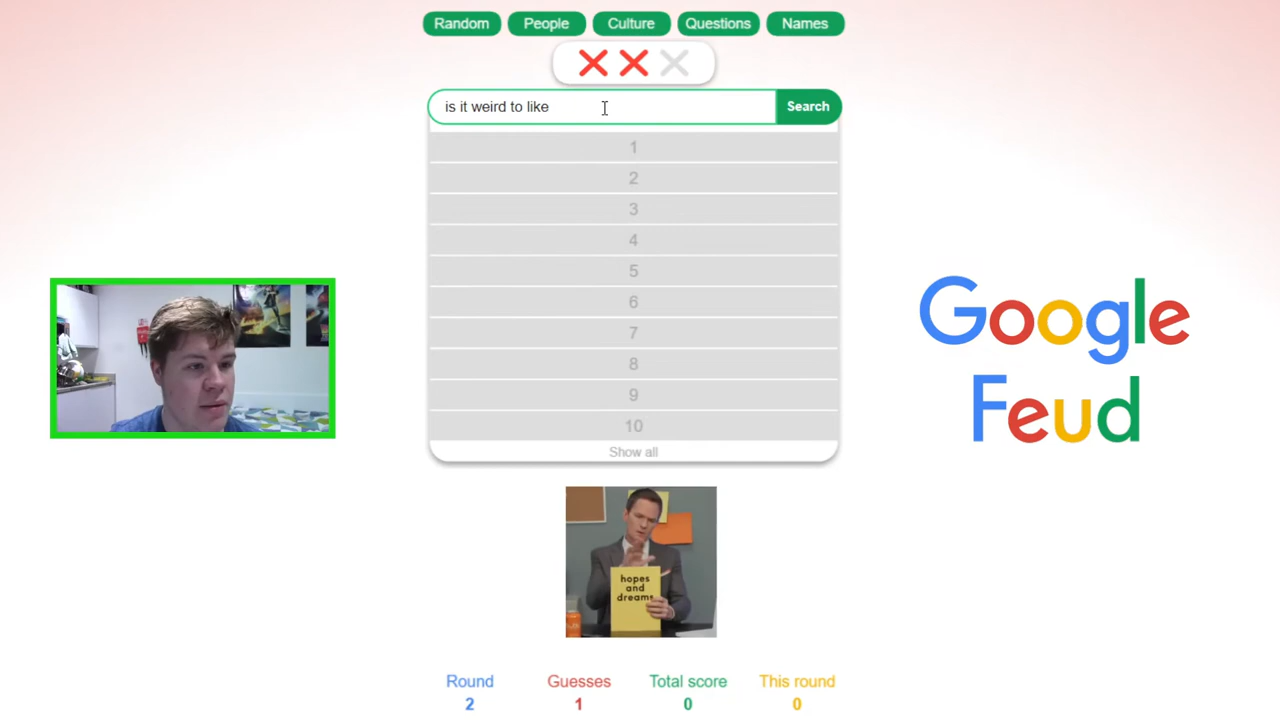 Random People Culture Questions Names
is it weird to like Search
1
2
3
4
5
6
7
8
9
10
Show all
Google
Feud
hopes
and
dreams
Round Guesses Total score This round
2 1 0 0